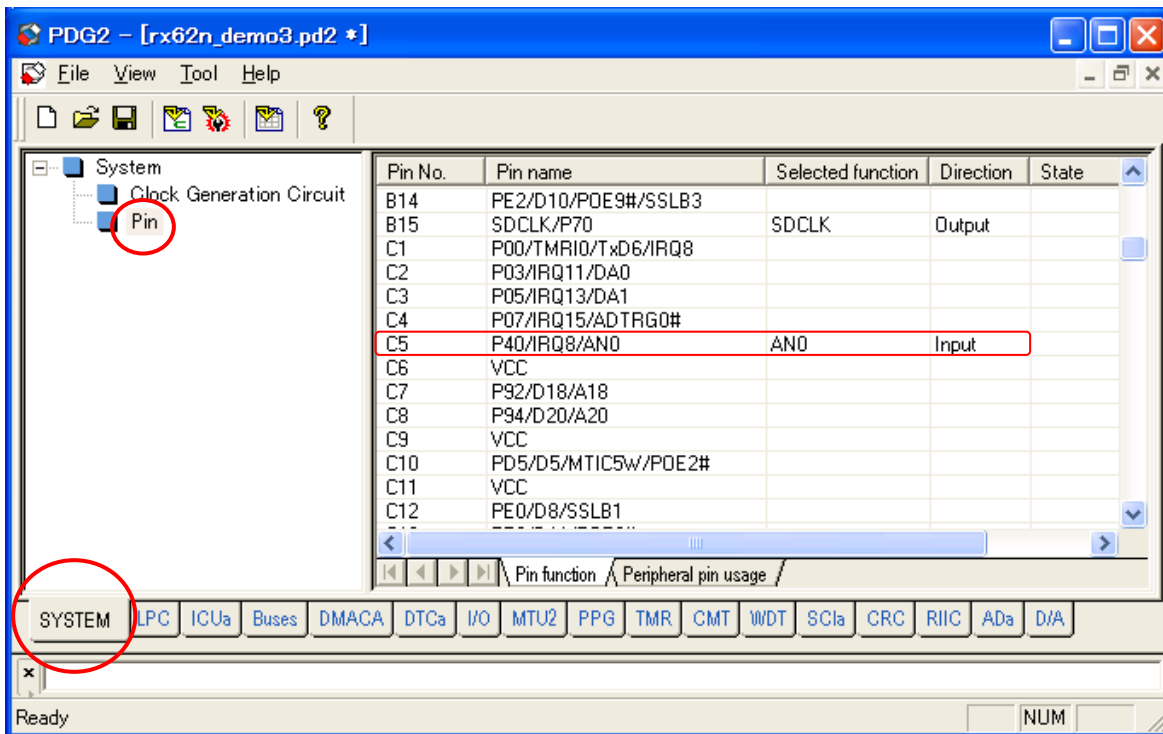 PDG2 - [rx62n_demo3.pd2 *]
File View Tool Help
System
Clock Generation Circuit
Pin
Pin No. Pin name Selected function Direction State
B14 PE2/D10/POE9#/SSLB3
B15 SDCLK/P70 SDCLK Output
C1 P00/TMRI0/TxD6/IRQ8
C2 P03/IRQ11/DA0
C3 P05/IRQ13/DA1
C4 P07/IRQ15/ADTRG0#
C5 P40/IRQ8/AN0 AN0 Input
C6 VCC
C7 P92/D18/A18
C8 P94/D20/A20
C9 VCC
C10 PD5/D5/MTIC5W/POE2#
C11 VCC
C12 PE0/D8/SSLB1
Pin function Peripheral pin usage
SYSTEM LPC ICUa Buses DMACA DTCa I/O MTU2 PPG TMR CMT WDT SCIa CRC RIIC ADa D/A
Ready NUM